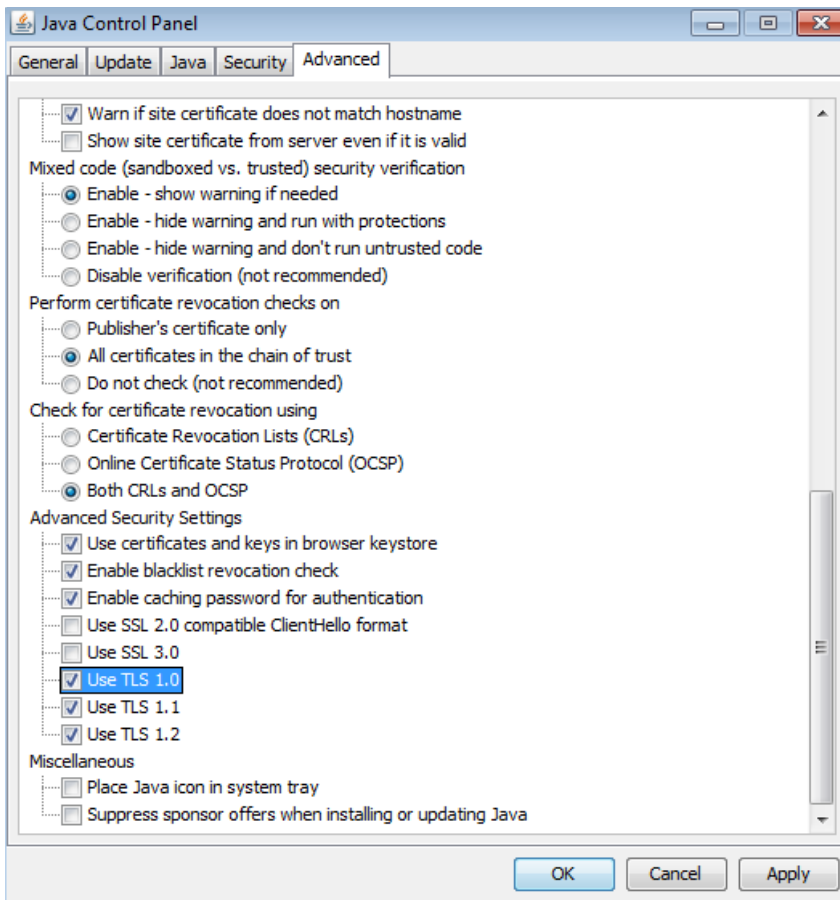 Java Control Panel
General Update Java Security Advanced
Warn if site certificate does not match hostname
Show site certificate from server even if it is valid
Mixed code (sandboxed vs. trusted) security verification
Enable - show warning if needed
Enable - hide warning and run with protections
Enable - hide warning and don't run untrusted code
Disable verification (not recommended)
Perform certificate revocation checks on
Publisher's certificate only
All certificates in the chain of trust
Do not check (not recommended)
Check for certificate revocation using
Certificate Revocation Lists (CRLs)
Online Certificate Status Protocol (OCSP)
Both CRLs and OCSP
Advanced Security Settings
Use certificates and keys in browser keystore
Enable blacklist revocation check
Enable caching password for authentication
Use SSL 2.0 compatible ClientHello format
Use SSL 3.0
Use TLS 1.0
Use TLS 1.1
Use TLS 1.2
Miscellaneous
Place Java icon in system tray
Suppress sponsor offers when installing or updating Java
OK Cancel Apply